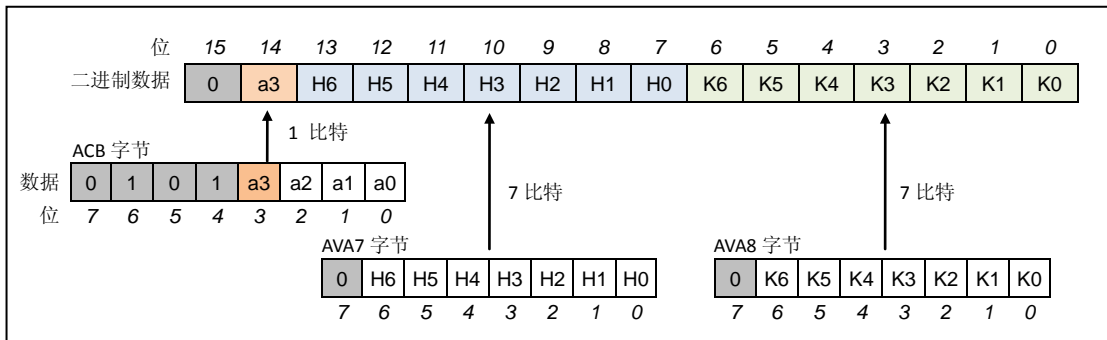 位 15 14 13 12 11 10 9 8 7 6 5 4 3 2 1 0
二进制数据 0 a3 H6 H5 H4 H3 H2 H1 H0 K6 K5 K4 K3 K2 K1 K0
1 比特
ACB 字节
数据 0 1 0 1 a3 a2 a1 a0
位 7 6 5 4 3 2 1 0
7 比特
7 比特
AVA7 字节
0 H6 H5 H4 H3 H2 H1 H0
7 6 5 4 3 2 1 0
AVA8 字节
0 K6 K5 K4 K3 K2 K1 K0
7 6 5 4 3 2 1 0